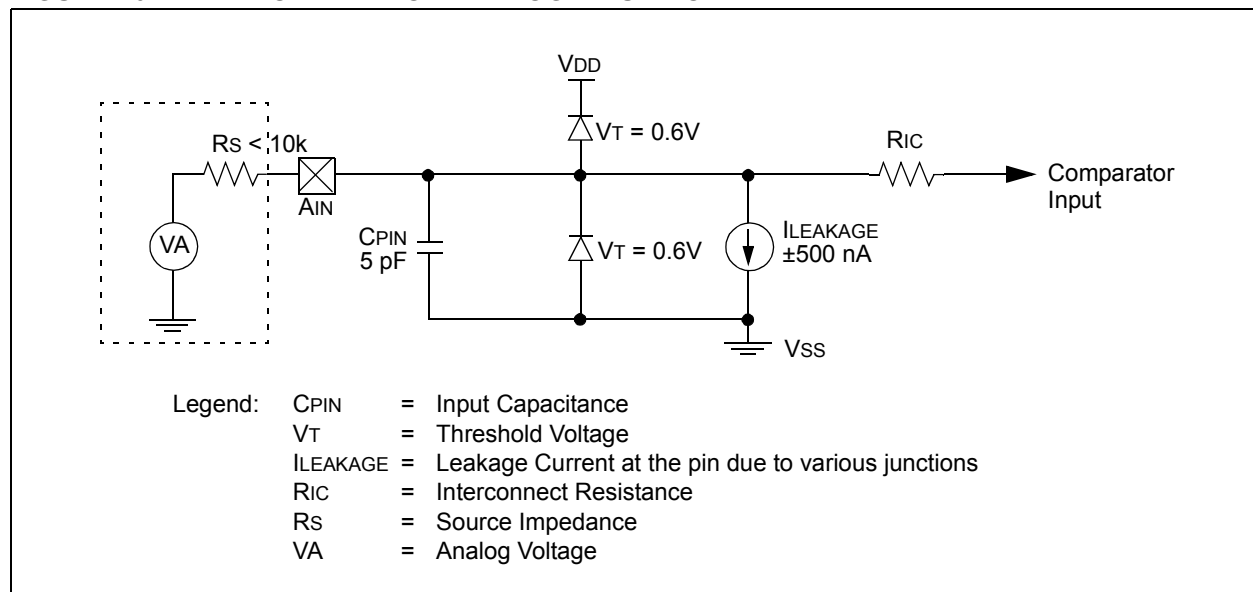 VDD
VT = 0.6V
RS < 10k
RIC
AIN
Comparator
Input
VA
CPIN
5 pF
VT = 0.6V
ILEAKAGE
±500 nA
VSS
Legend: CPIN = Input Capacitance
VT = Threshold Voltage
ILEAKAGE = Leakage Current at the pin due to various junctions
RIC = Interconnect Resistance
RS = Source Impedance
VA = Analog Voltage